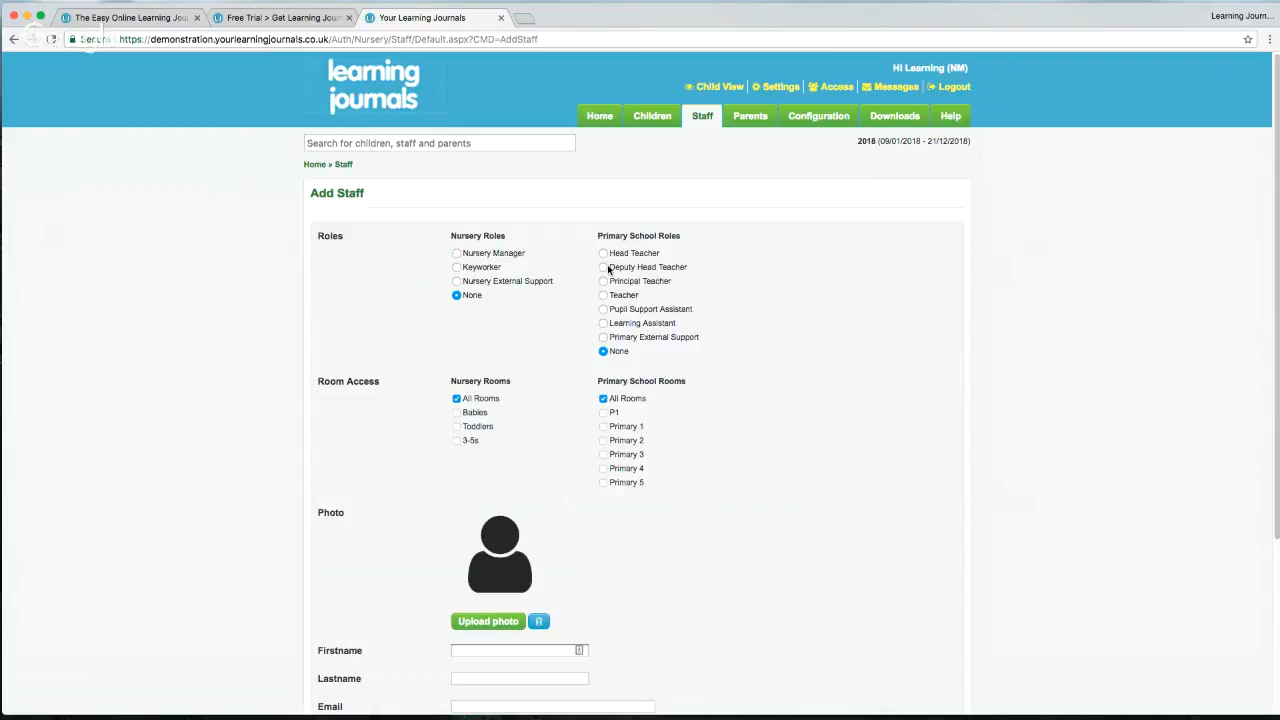 The Easy Online Learning Jou
Free Trial > Get Learning Journ
Your Learning Journals
Learning Journ...
Secure https://demonstration.yourlearningjournals.co.uk/Auth/Nursery/Staff/Default.aspx?CMD=AddStaff
learning
journals
Hi Learning (NM)
Child View Settings Access Messages Logout
Home Children Staff Parents Configuration Downloads Help
Search for children, staff and parents
2018 (09/01/2018 - 21/12/2018)
Home » Staff
Add Staff
Roles
Nursery Roles
Nursery Manager
Keyworker
Nursery External Support
None
Primary School Roles
Head Teacher
Deputy Head Teacher
Principal Teacher
Teacher
Pupil Support Assistant
Learning Assistant
Primary External Support
None
Room Access
Nursery Rooms
All Rooms
Babies
Toddlers
3-5s
Primary School Rooms
All Rooms
P1
Primary 1
Primary 2
Primary 3
Primary 4
Primary 5
Photo
Upload photo
Firstname
Lastname
Email